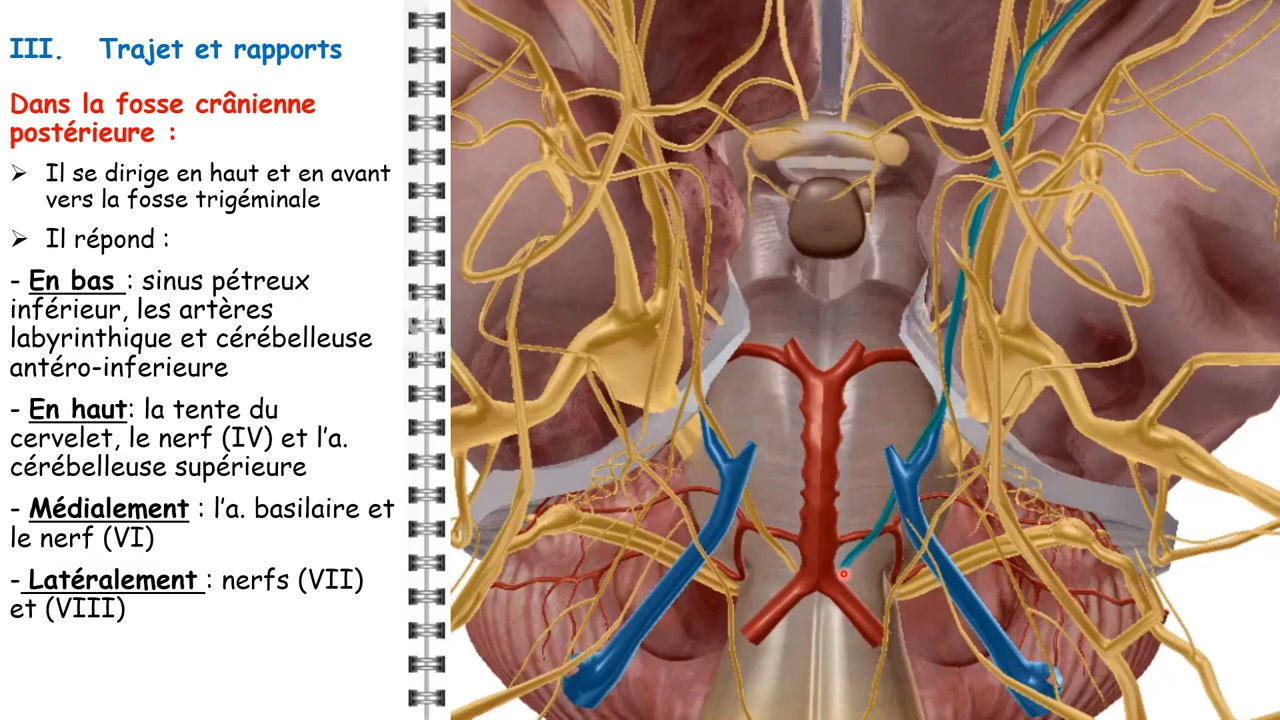 III. Trajet et rapports
Dans la fosse crânienne
postérieure :
➢ Il se dirige en haut et en avant
vers la fosse trigéminale
➢ Il répond :
- En bas : sinus pétreux
inférieur, les artères
labyrinthique et cérébelleuse
antéro-inferieure
- En haut: la tente du
cervelet, le nerf (IV) et l’a.
cérébelleuse supérieure
- Médialement : l’a. basilaire et
le nerf (VI)
- Latéralement : nerfs (VII)
et (VIII)